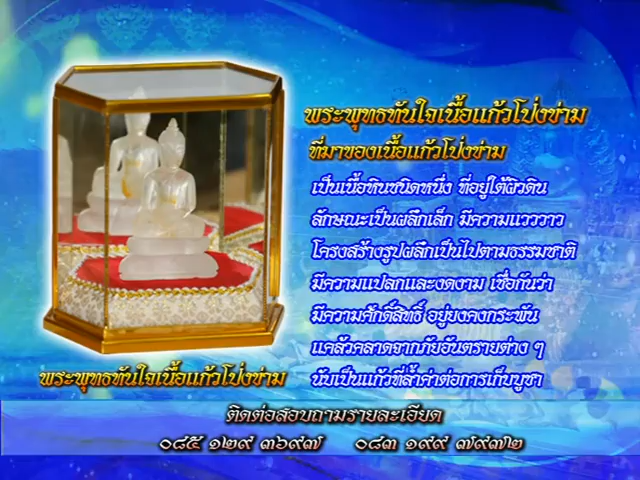 พระพุทธทันใจเนื้อแก้วโป่งข่าม
ที่มาของเนื้อแก้วโป่งข่าม
เป็นเนื้อหินชนิดหนึ่ง ที่อยู่ใต้ผิวดิน
ลักษณะเป็นผลึกเล็ก มีความแวววาว
โครงสร้างรูปผลึกเป็นไปตามธรรมชาติ
มีความแปลกและงดงาม เชื่อกันว่า
มีความศักดิ์สิทธิ์ อยู่ยงคงกระพัน
แคล้วคลาดจากภัยอันตรายต่าง ๆ
นับเป็นแก้วที่ล้ำค่าต่อการเก็บบูชา
พระพุทธทันใจเนื้อแก้วโป่งข่าม
ติดต่อสอบถามรายละเอียด
๐๘๕ ๑๒๙ ๓๖๙๗ ๐๘๓ ๑๙๙ ๗๙๗๒